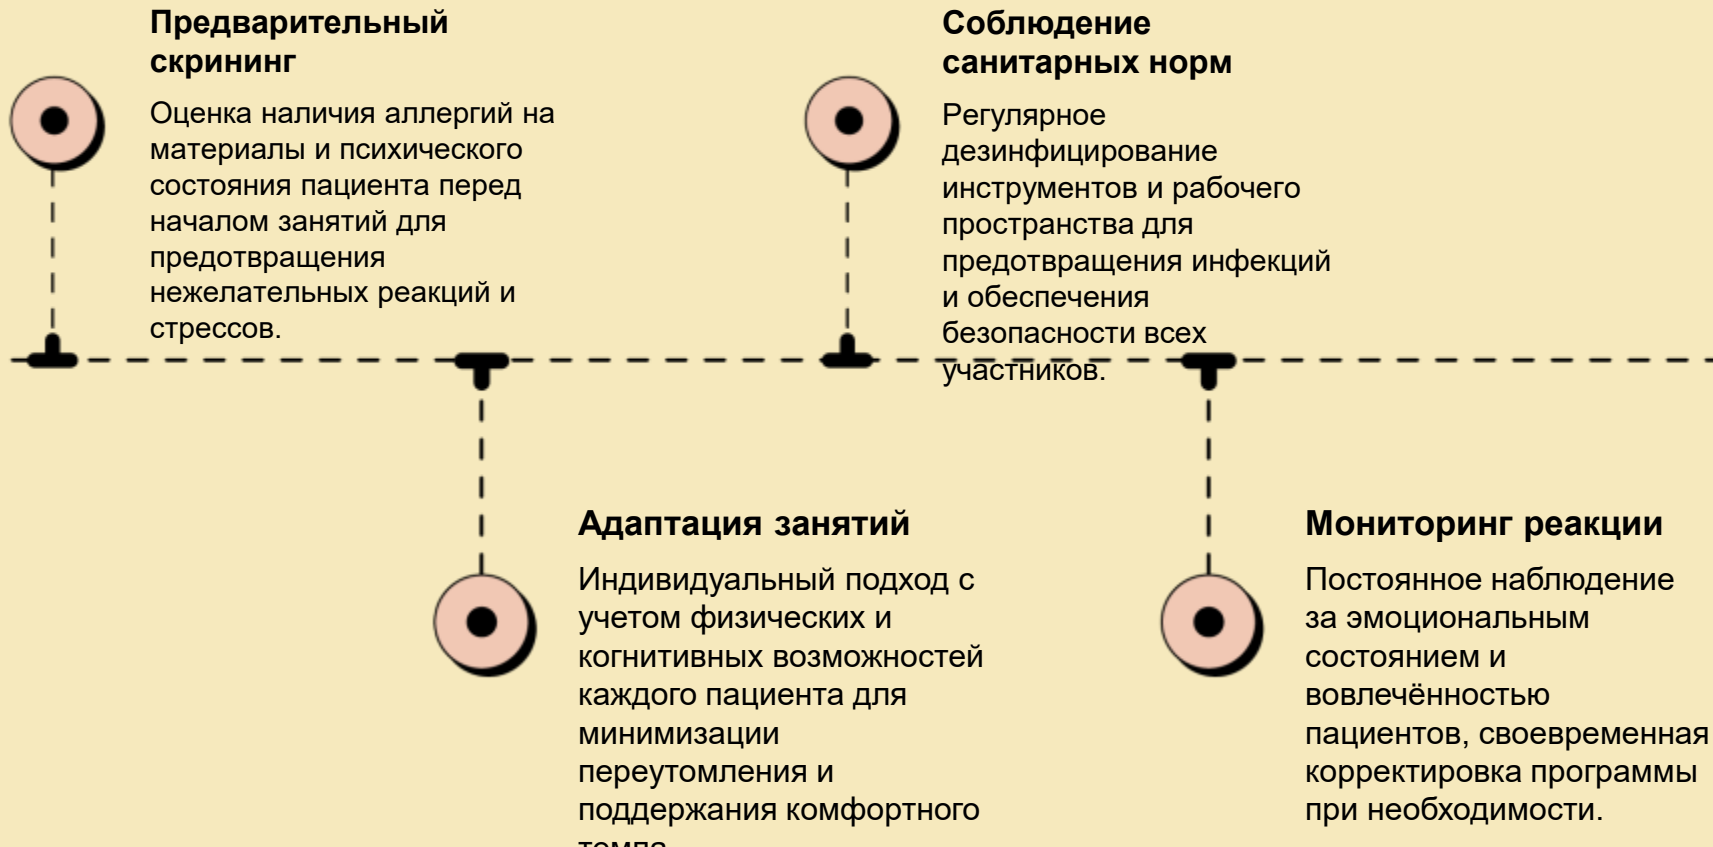 Предварительный
скрининг
Оценка наличия аллергий на
материалы и психического
состояния пациента перед
началом занятий для
предотвращения
нежелательных реакций и
стрессов.
Соблюдение
санитарных норм
Регулярное
дезинфицирование
инструментов и рабочего
пространства для
предотвращения инфекций
и обеспечения
безопасности всех
участников.
Адаптация занятий
Индивидуальный подход с
учетом физических и
когнитивных возможностей
каждого пациента для
минимизации
переутомления и
поддержания комфортного
Мониторинг реакции
Постоянное наблюдение
за эмоциональным
состоянием и
вовлечённостью
пациентов, своевременная
корректировка программы
при необходимости.